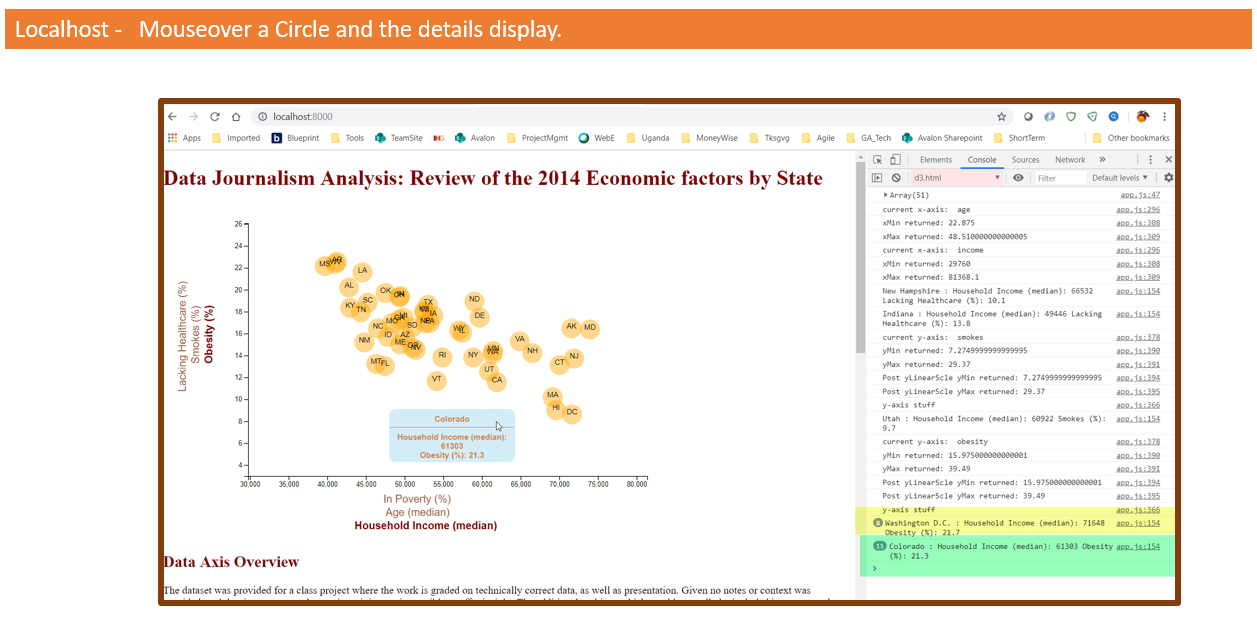 Localhost - Mouseover a Circle and the details display.
localhost:8000
Apps Imported Blueprint Tools TeamSite Avalon ProjectMgmt WebE Uganda MoneyWise Tksgvg Agile GA_Tech Avalon Sharepoint ShortTerm Other bookmarks
Data Journalism Analysis: Review of the 2014 Economic factors by State
26
24
22
20
18
16
14
12
10
8
6
4
Lacking Healthcare (%)
Smokes (%)
Obesity (%)
MS AR
LA
AL OK ND
KY SC TX
TN IA DE
NC MO SD WY IL AK MD
ID AZ
NM ME VA
MN
MT FL RI NY NH NJ
CT
UT
VT CA
MA
HI DC
Colorado
Household Income (median):
61303
Obesity (%): 21.3
30,000 35,000 40,000 45,000 50,000 55,000 60,000 65,000 70,000 75,000 80,000
In Poverty (%)
Age (median)
Household Income (median)
Data Axis Overview
The dataset was provided for a class project where the work is graded on technically correct data, as well as presentation. Given no notes or context was
Elements Console Sources Network »
d3.html Filter Default levels
Array(51) app.js:47
current x-axis: age app.js:296
xMin returned: 22.875 app.js:308
xMax returned: 48.510000000000005 app.js:309
current x-axis: income app.js:296
xMin returned: 29760 app.js:308
xMax returned: 81368.1 app.js:309
New Hampshire : Household Income (median): 66532 app.js:154
Lacking Healthcare (%): 10.1
Indiana : Household Income (median): 49446 Lacking app.js:154
Healthcare (%): 13.8
current y-axis: smokes app.js:378
yMin returned: 7.2749999999999995 app.js:390
yMax returned: 29.37 app.js:391
Post yLinearScle yMin returned: 7.2749999999999995 app.js:394
Post yLinearScle yMax returned: 29.37 app.js:395
y-axis stuff app.js:366
Utah : Household Income (median): 60922 Smokes (%): app.js:154
9.7
current y-axis: obesity app.js:378
yMin returned: 15.975000000000001 app.js:390
yMax returned: 39.49 app.js:391
Post yLinearScle yMin returned: 15.975000000000001 app.js:394
Post yLinearScle yMax returned: 39.49 app.js:395
y-axis stuff app.js:366
8 Washington D.C. : Household Income (median): 71648 app.js:154
Obesity (%): 21.7
11 Colorado : Household Income (median): 61303 Obesity app.js:154
(%): 21.3